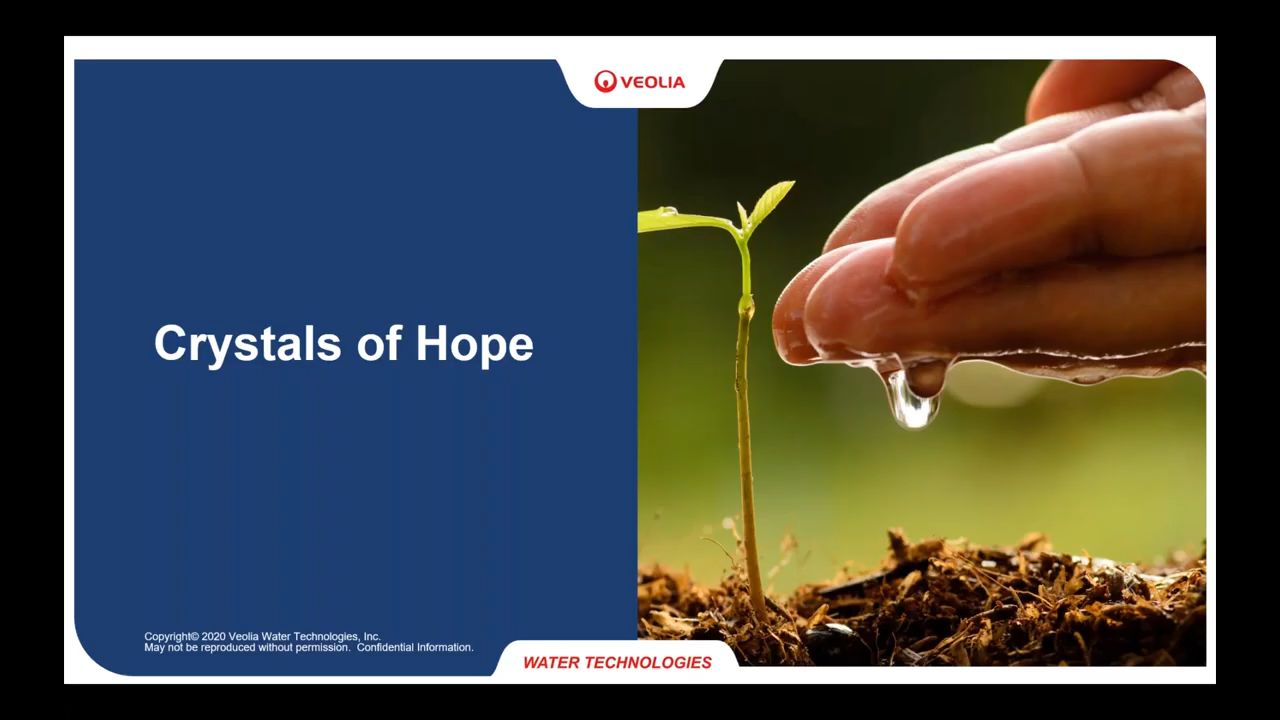 VEOLIA
Crystals of Hope
Copyright© 2020 Veolia Water Technologies, Inc.
May not be reproduced without permission.  Confidential Information.
WATER TECHNOLOGIES